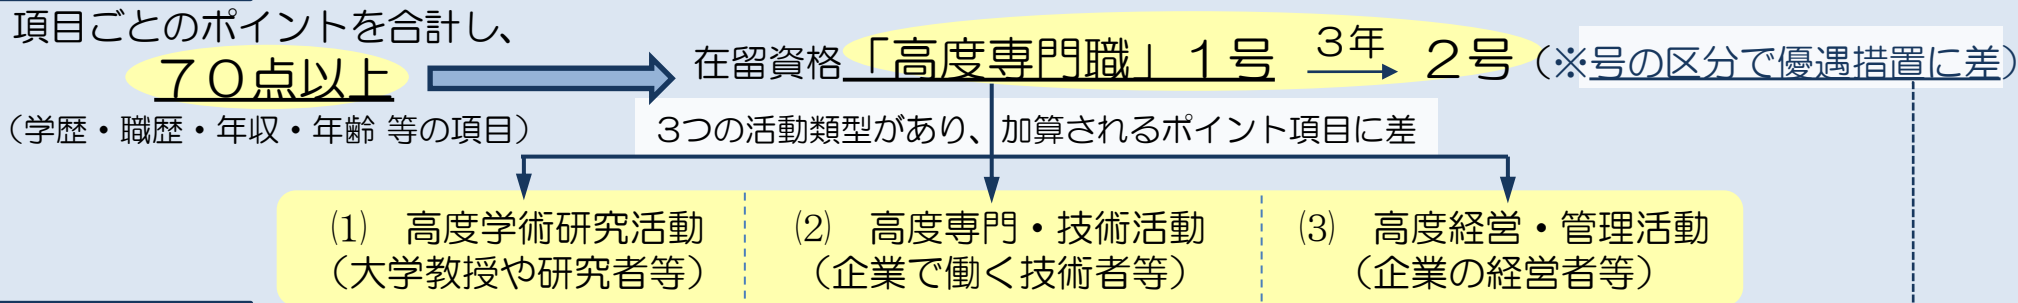 項目ごとのポイントを合計し、
７０点以上
（学歴・職歴・年収・年齢 等の項目）
在留資格「高度専門職」１号 ３年 ２号（※号の区分で優遇措置に差）
３つの活動類型があり、加算されるポイント項目に差
⑴　高度学術研究活動
（大学教授や研究者等）
⑵　高度専門・技術活動
（企業で働く技術者等）
⑶　高度経営・管理活動
（企業の経営者等）